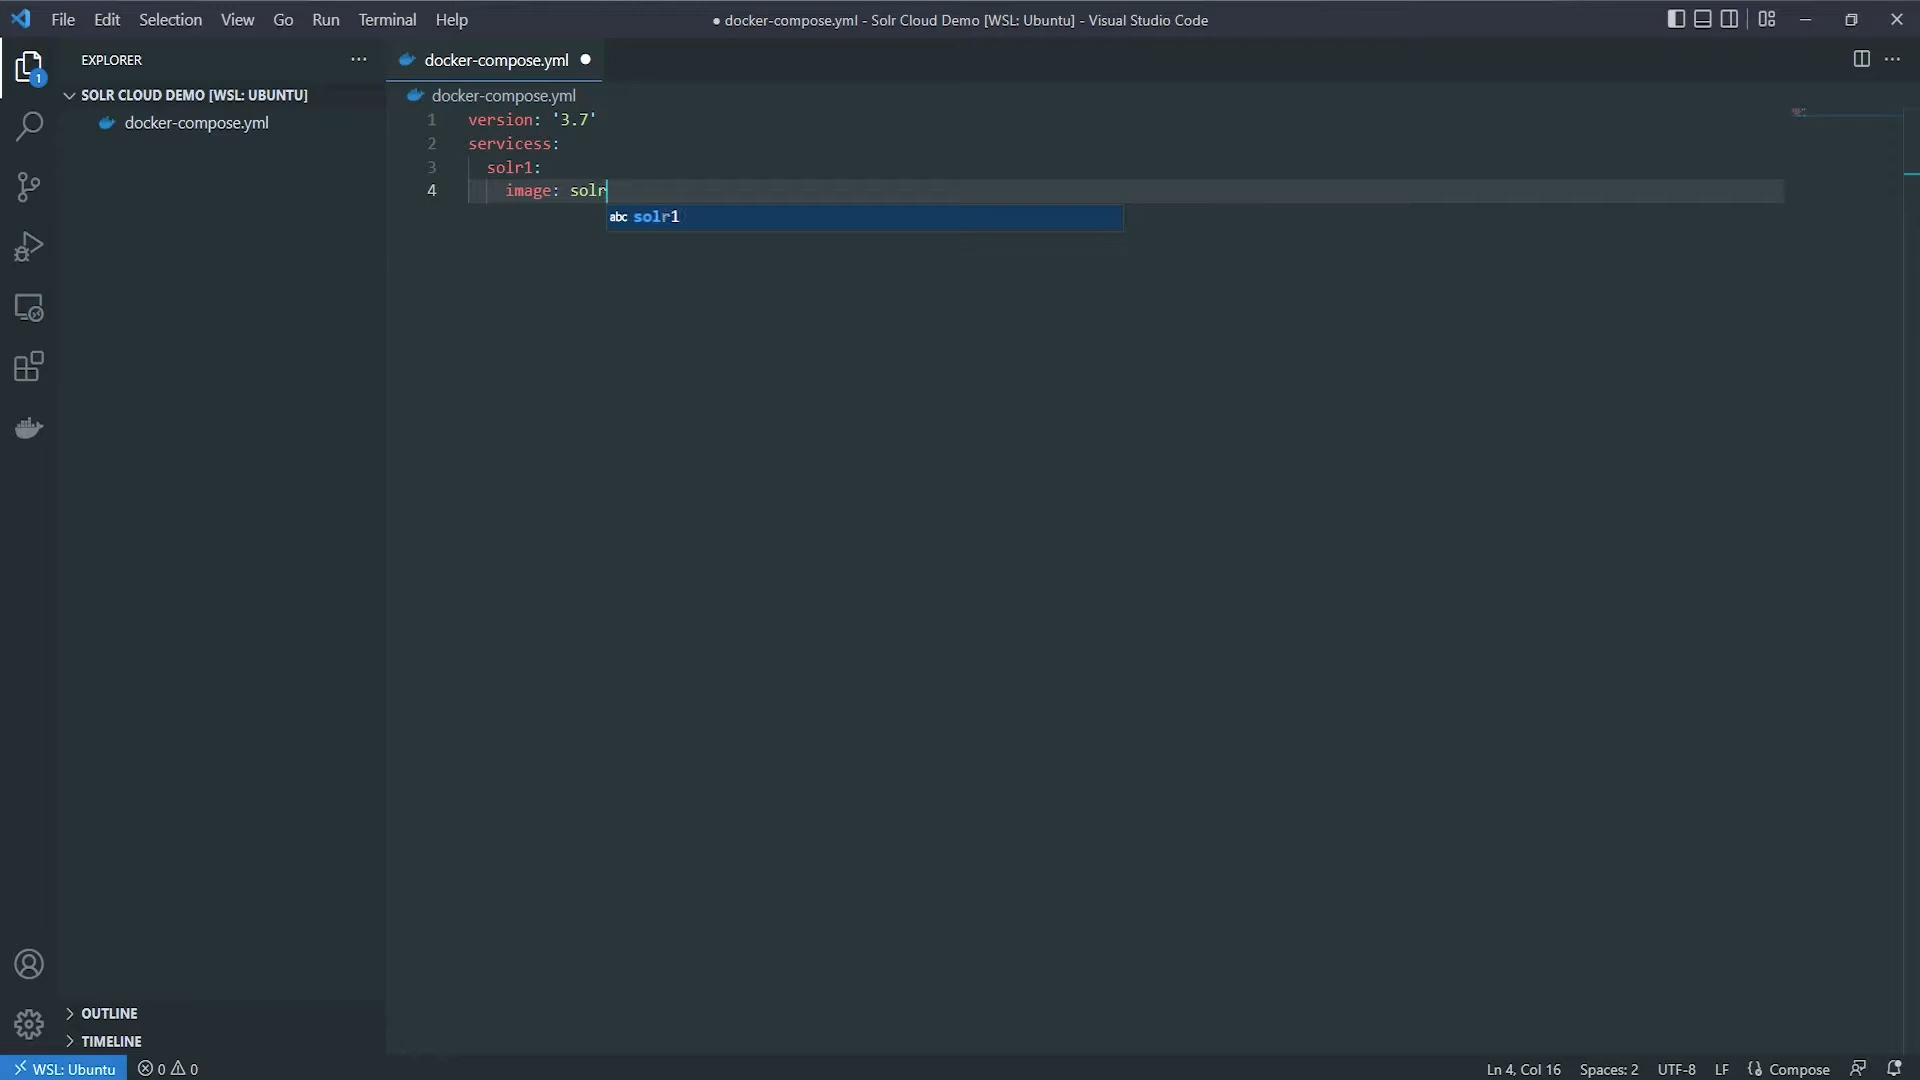 File Edit Selection View Go Run Terminal Help
● docker-compose.yml - Solr Cloud Demo [WSL: Ubuntu] - Visual Studio Code
EXPLORER
docker-compose.yml
1
SOLR CLOUD DEMO [WSL: UBUNTU]
docker-compose.yml
docker-compose.yml
1 version: '3.7'
2 servicess:
3 solr1:
4 image: solr
abc solr1
OUTLINE
TIMELINE
WSL: Ubuntu 0 0 Ln 4, Col 16 Spaces: 2 UTF-8 LF {} Compose